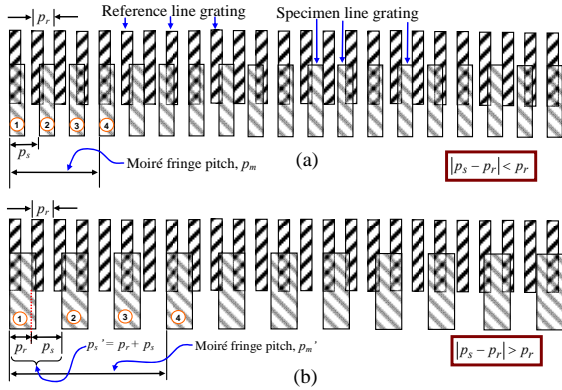 Reference line grating
Specimen line grating
p_r
1 2 3 4
p_s
Moiré fringe pitch, p_m
(a)
|p_s − p_r| < p_r
p_r
1 2 3 4
p_r p_s
p_s' = p_r + p_s
Moiré fringe pitch, p_m'
(b)
|p_s − p_r| > p_r